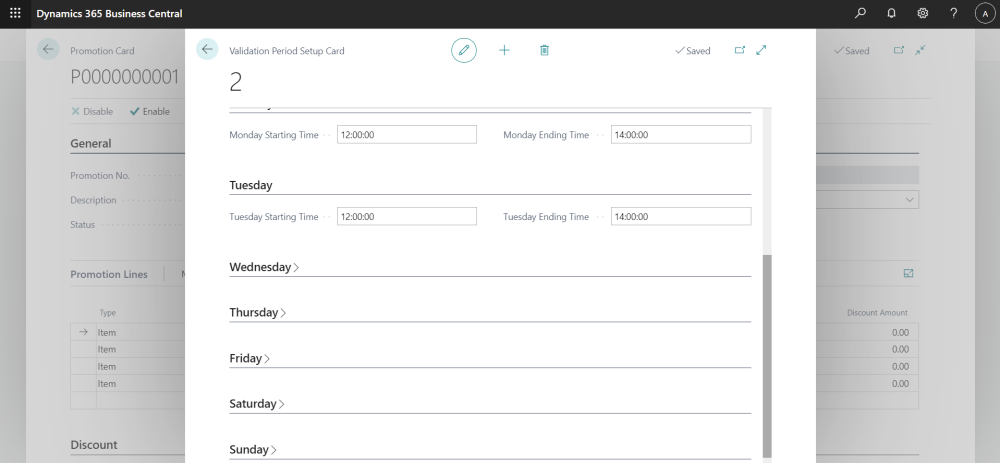 Dynamics 365 Business Central
A
Promotion Card
Saved
P0000000001
Disable Enable
General
Promotion No.
Description
Status
Promotion Lines
Type Discount Amount
Item 0.00
Item 0.00
Item 0.00
Item 0.00
Discount
Validation Period Setup Card
Saved
2
Monday Starting Time 12:00:00 Monday Ending Time 14:00:00
Tuesday
Tuesday Starting Time 12:00:00 Tuesday Ending Time 14:00:00
Wednesday
Thursday
Friday
Saturday
Sunday